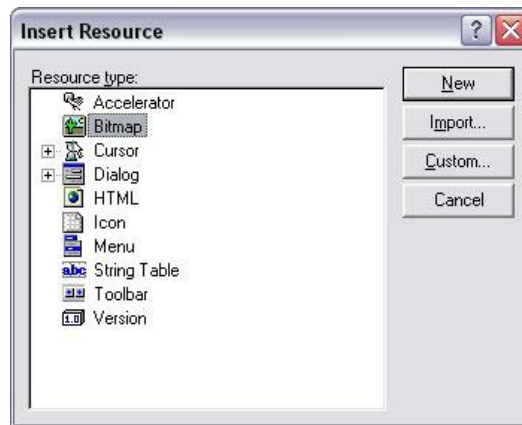 Insert Resource
Resource type:
Accelerator
Bitmap
Cursor
Dialog
HTML
Icon
Menu
abc String Table
Toolbar
1.0 Version
New
Import...
Custom...
Cancel